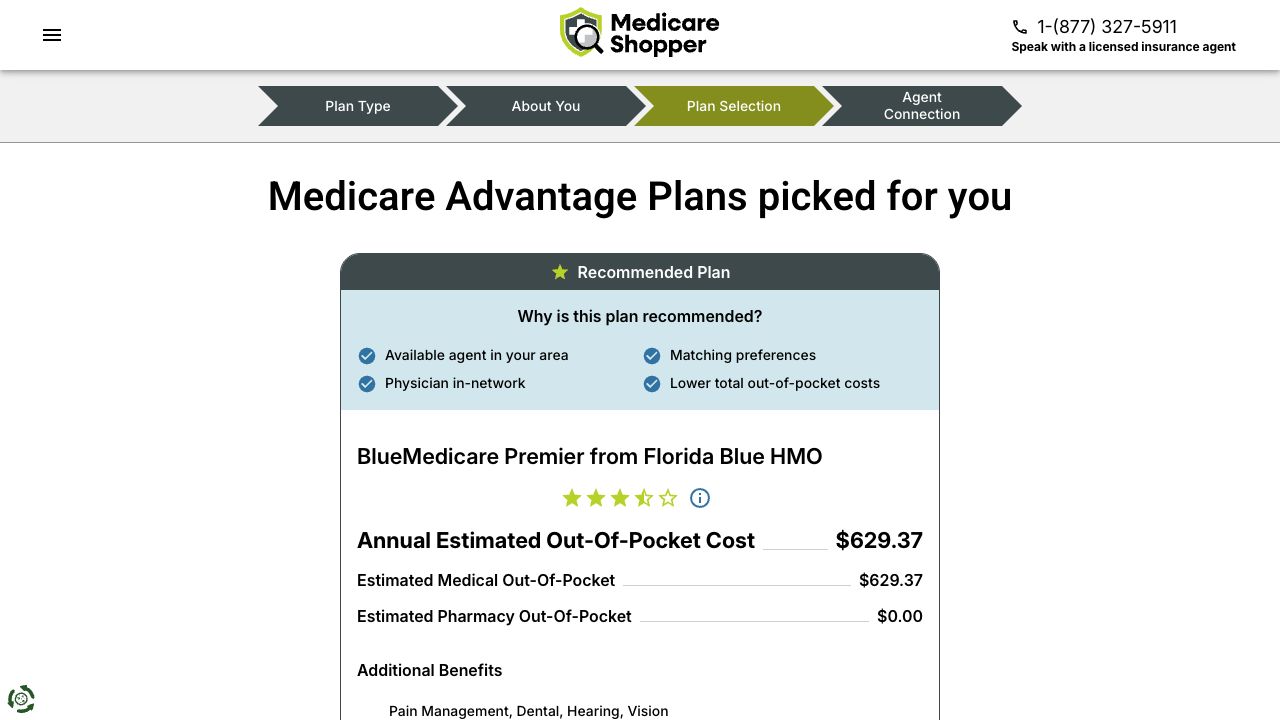 Medicare
Shopper
1-(877) 327-5911
Speak with a licensed insurance agent
Plan Type
About You
Plan Selection
Agent
Connection
Medicare Advantage Plans picked for you
Recommended Plan
Why is this plan recommended?
Available agent in your area
Matching preferences
Physician in-network
Lower total out-of-pocket costs
BlueMedicare Premier from Florida Blue HMO
Annual Estimated Out-Of-Pocket Cost $629.37
Estimated Medical Out-Of-Pocket $629.37
Estimated Pharmacy Out-Of-Pocket $0.00
Additional Benefits
Pain Management, Dental, Hearing, Vision